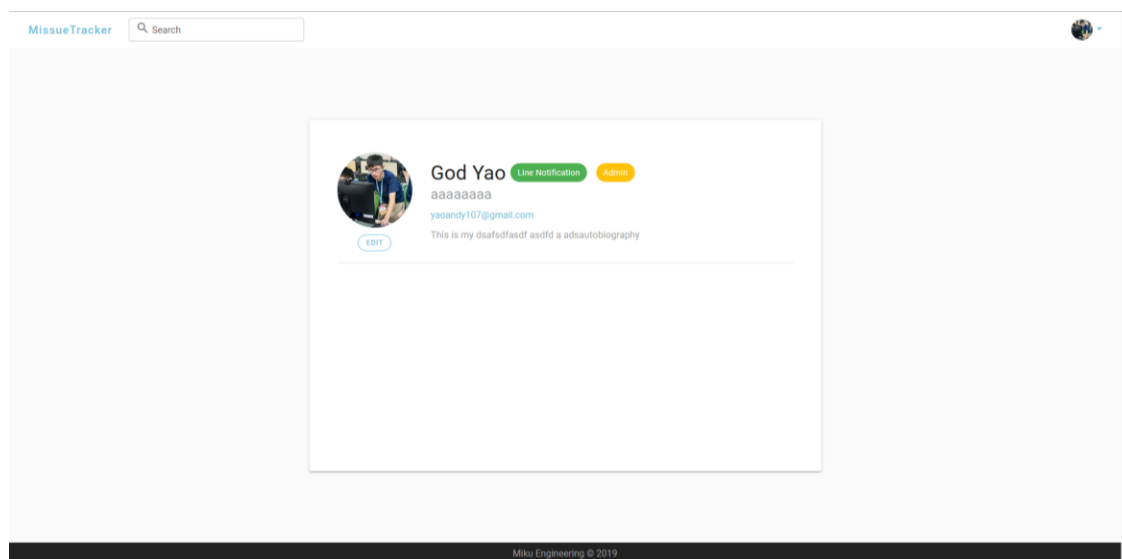 MissueTracker Search
God Yao Line Notification Admin
aaaaaaaa
yaoandy107@gmail.com
This is my dsafsdfasdf asdfd a adsautobiography
EDIT
Miku Engineering © 2019